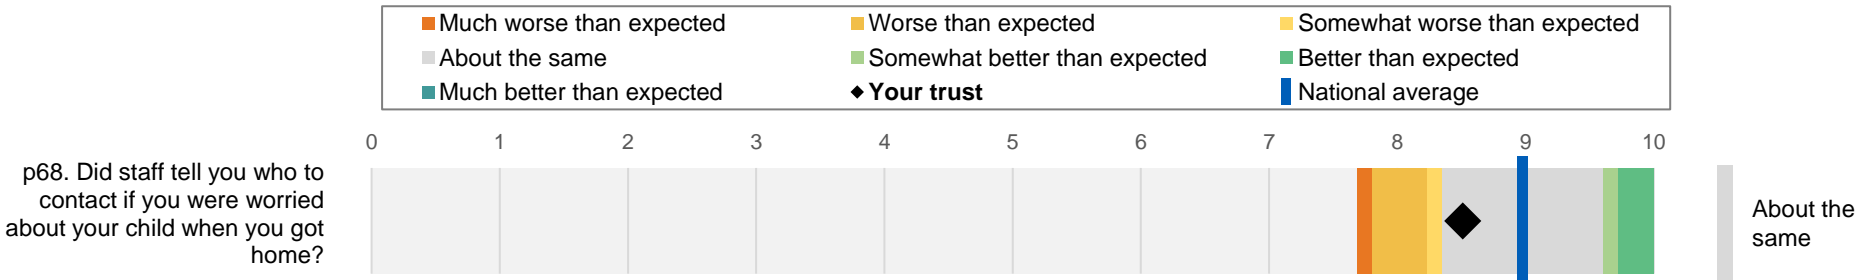 Much worse than expected
Worse than expected
Somewhat worse than expected
About the same
Somewhat better than expected
Better than expected
Much better than expected
Your trust
National average
0 1 2 3 4 5 6 7 8 9 10
p68. Did staff tell you who to
contact if you were worried
about your child when you got
home?
About the
same